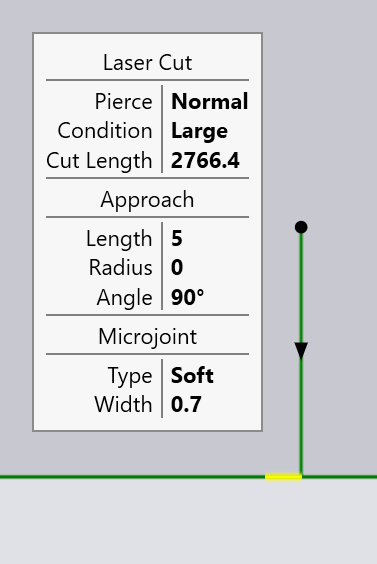 Laser Cut
Pierce Normal
Condition Large
Cut Length 2766.4
Approach
Length 5
Radius 0
Angle 90°
Microjoint
Type Soft
Width 0.7